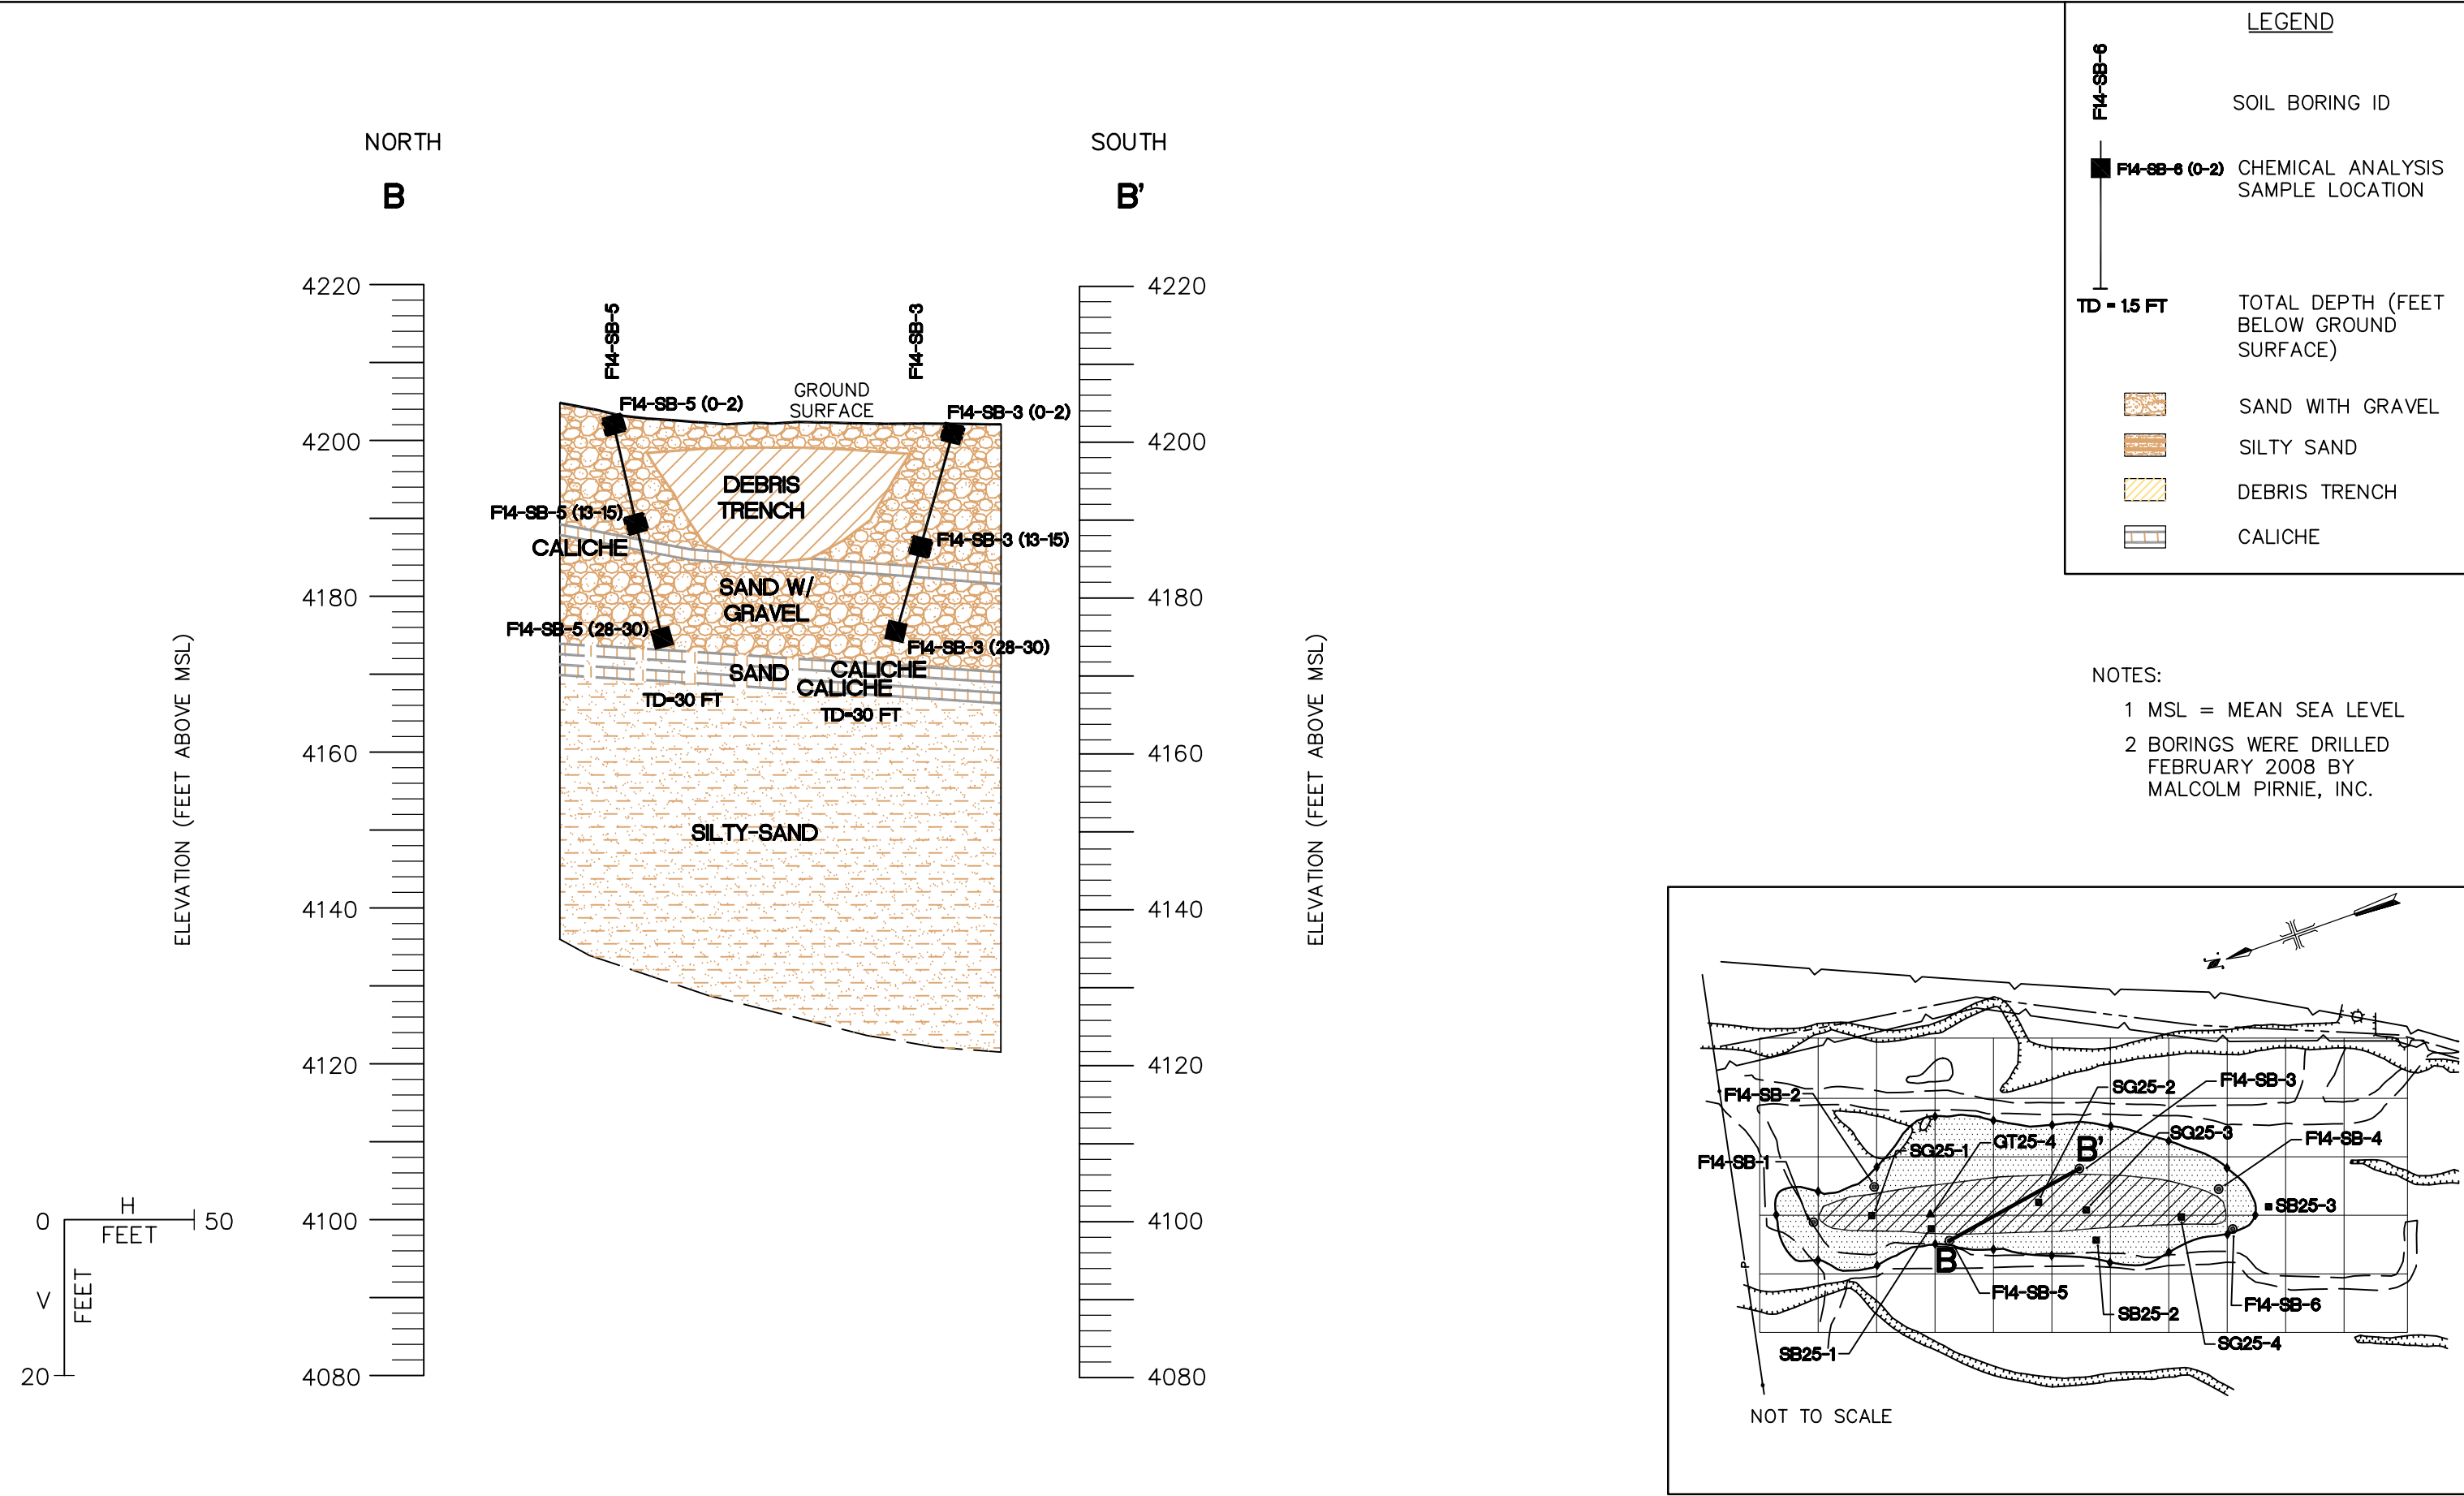 NORTH
B
SOUTH
B'
4220
4200
4180
4160
4140
4120
4100
4080
ELEVATION (FEET ABOVE MSL)
F14-SB-5
F14-SB-3
GROUND
SURFACE
F14-SB-5 (0-2)
F14-SB-3 (0-2)
DEBRIS
TRENCH
F14-SB-5 (13-15)
CALICHE
F14-SB-3 (13-15)
SAND W/
GRAVEL
F14-SB-5 (28-30)
F14-SB-3 (28-30)
SAND
CALICHE
CALICHE
TD=30 FT
TD=30 FT
SILTY-SAND
4220
4200
4180
4160
4140
4120
4100
4080
ELEVATION (FEET ABOVE MSL)
0
H
50
FEET
V
FEET
20
LEGEND
F14-SB-6
SOIL BORING ID
F14-SB-6 (0-2)
CHEMICAL ANALYSIS
SAMPLE LOCATION
TD = 1.5 FT
TOTAL DEPTH (FEET
BELOW GROUND
SURFACE)
SAND WITH GRAVEL
SILTY SAND
DEBRIS TRENCH
CALICHE
NOTES:
1 MSL = MEAN SEA LEVEL
2 BORINGS WERE DRILLED
FEBRUARY 2008 BY
MALCOLM PIRNIE, INC.
F14-SB-2
SG25-2
F14-SB-3
F14-SB-1
SG25-1
GT25-4
B'
SG25-3
F14-SB-4
SB25-3
B
P
F14-SB-5
SB25-2
F14-SB-6
SB25-1
SG25-4
NOT TO SCALE